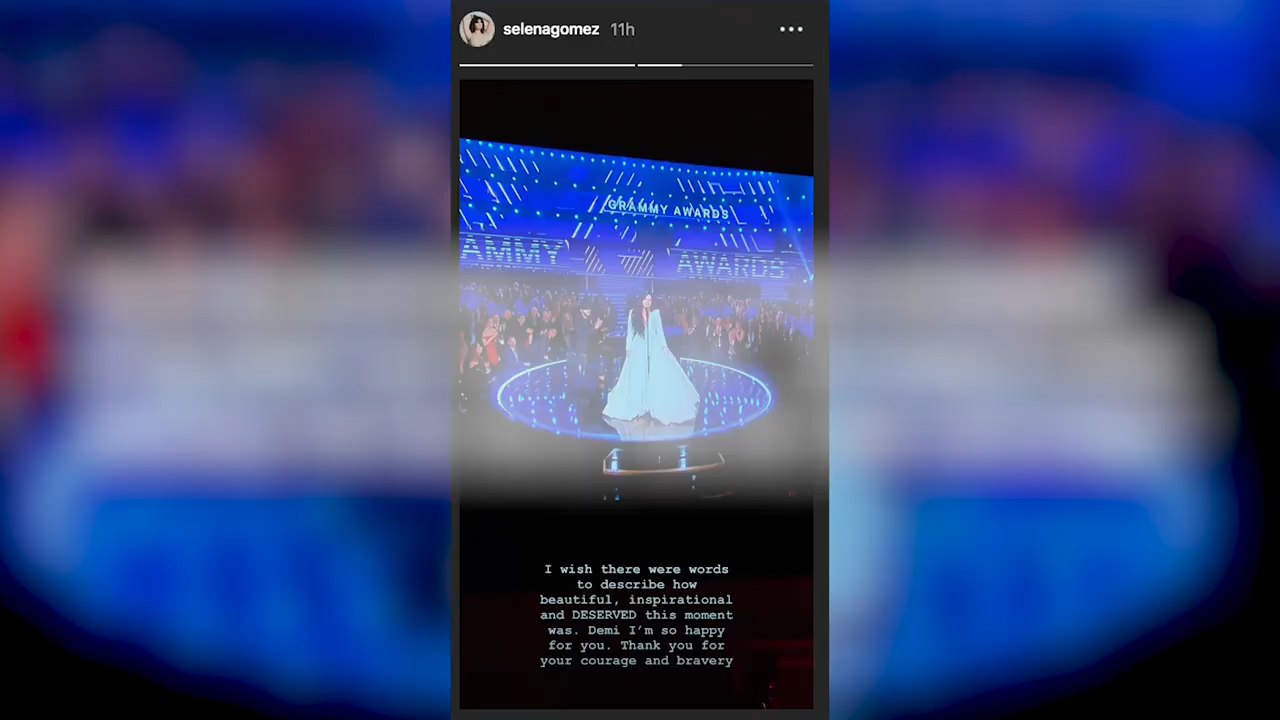 selenagomez 11h
GRAMMY AWARDS
AMMY
AWARDS
I wish there were words
to describe how
beautiful, inspirational
and DESERVED this moment
was. Demi I’m so happy
for you. Thank you for
your courage and bravery